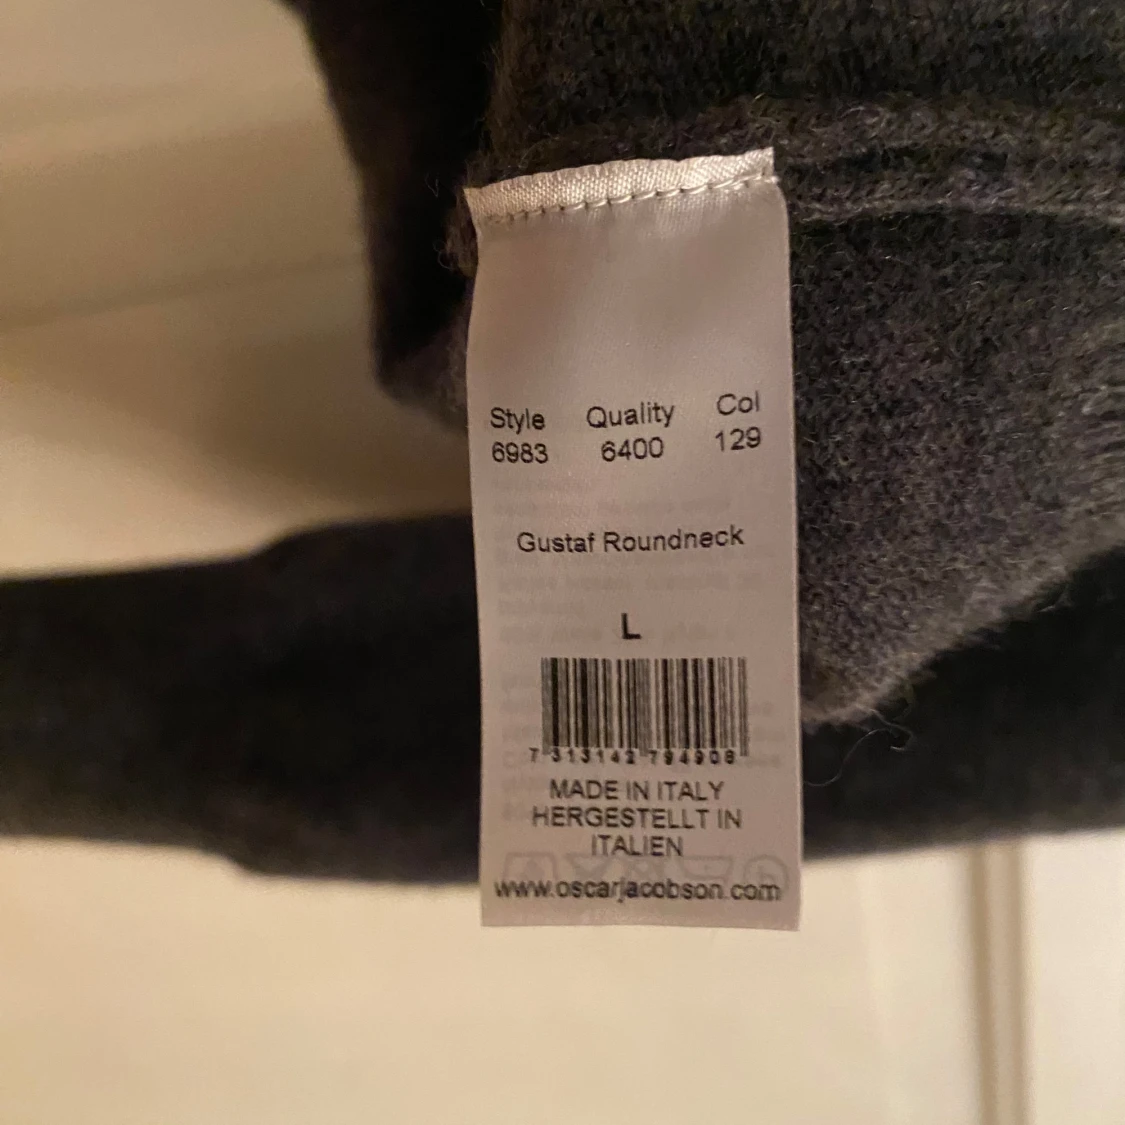 Style Quality Col
6983 6400 129
Gustaf Roundneck
L
7 313142 794908
MADE IN ITALY
HERGESTELLT IN
ITALIEN
www.oscarjacobson.com